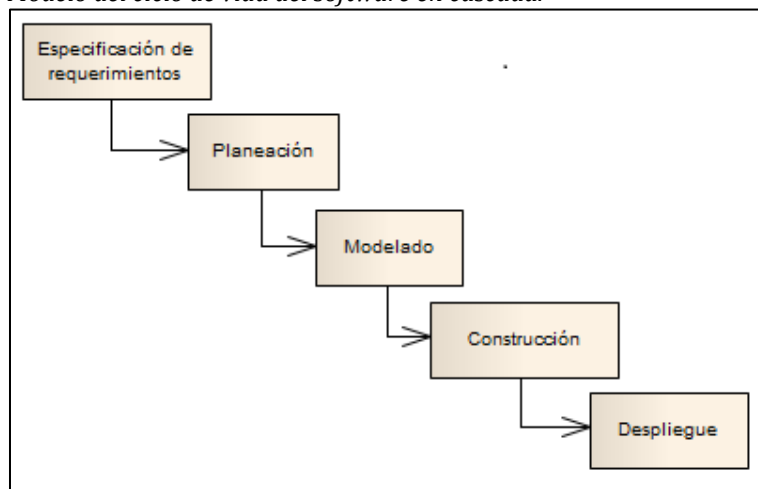 Modelo del ciclo de vida del software en cascada.
Especificación de
requerimientos
Planeación
Modelado
Construcción
Despliegue